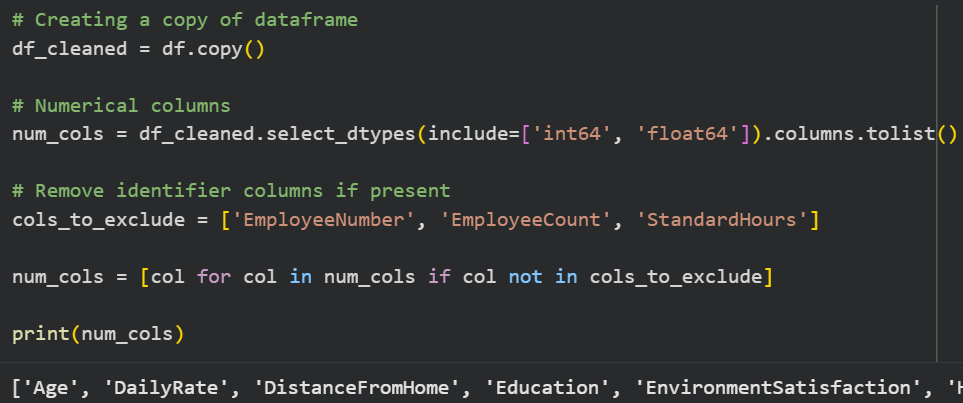 # Creating a copy of dataframe
df_cleaned = df.copy()
# Numerical columns
num_cols = df_cleaned.select_dtypes(include=['int64', 'float64']).columns.tolist()
# Remove identifier columns if present
cols_to_exclude = ['EmployeeNumber', 'EmployeeCount', 'StandardHours']
num_cols = [col for col in num_cols if col not in cols_to_exclude]
print(num_cols)
['Age', 'DailyRate', 'DistanceFromHome', 'Education', 'EnvironmentSatisfaction',